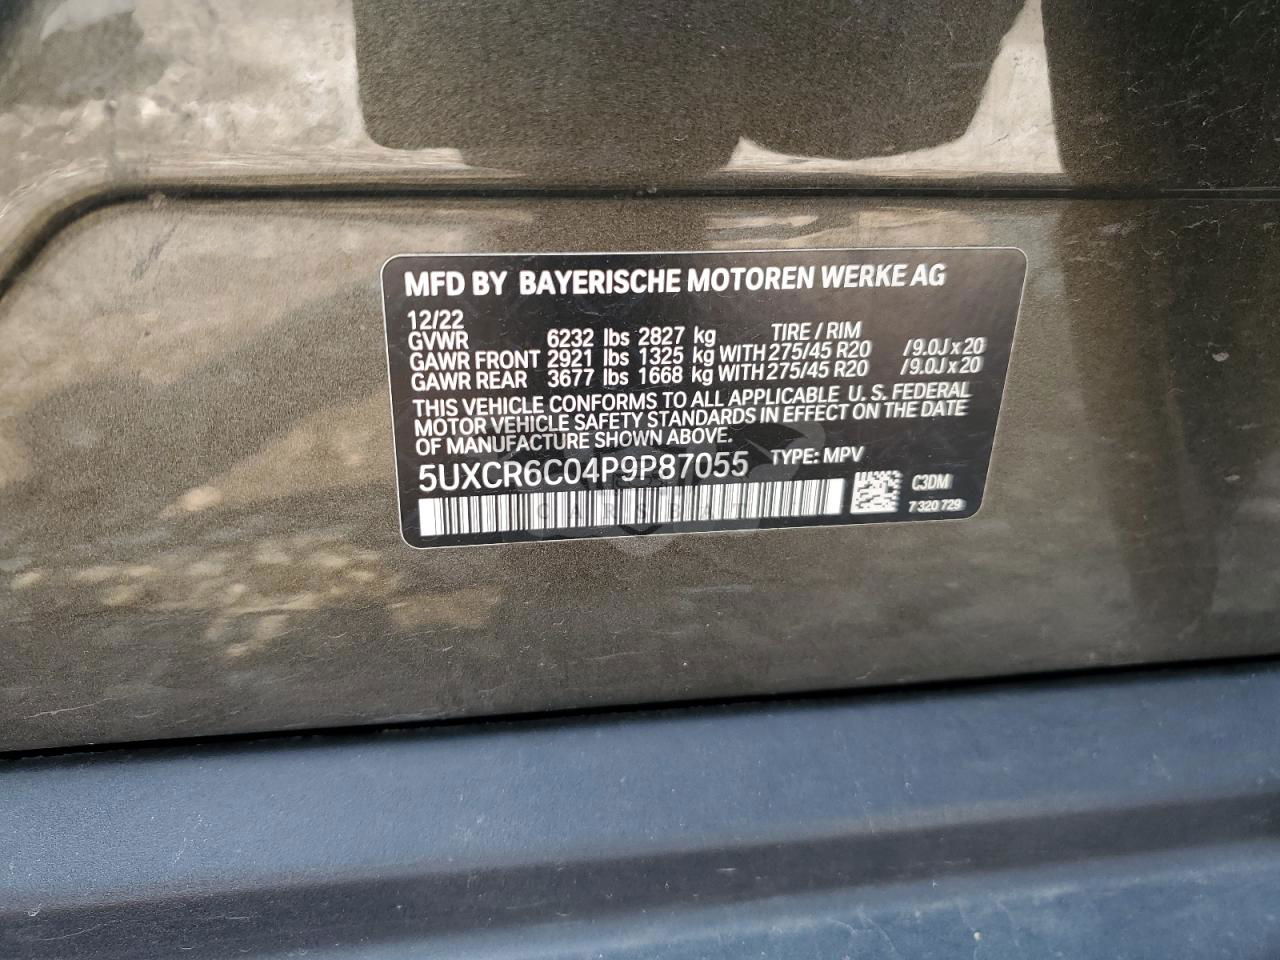 MFD BY BAYERISCHE MOTOREN WERKE AG
12/22 TIRE / RIM
GVWR 6232 lbs 2827 kg
GAWR FRONT 2921 lbs 1325 kg WITH 275/45 R20 /9.0J x 20
GAWR REAR 3677 lbs 1668 kg WITH 275/45 R20 /9.0J x 20
THIS VEHICLE CONFORMS TO ALL APPLICABLE U. S. FEDERAL
MOTOR VEHICLE SAFETY STANDARDS IN EFFECT ON THE DATE
OF MANUFACTURE SHOWN ABOVE.
5UXCR6C04P9P87055 TYPE: MPV
C3DM
7 320 729